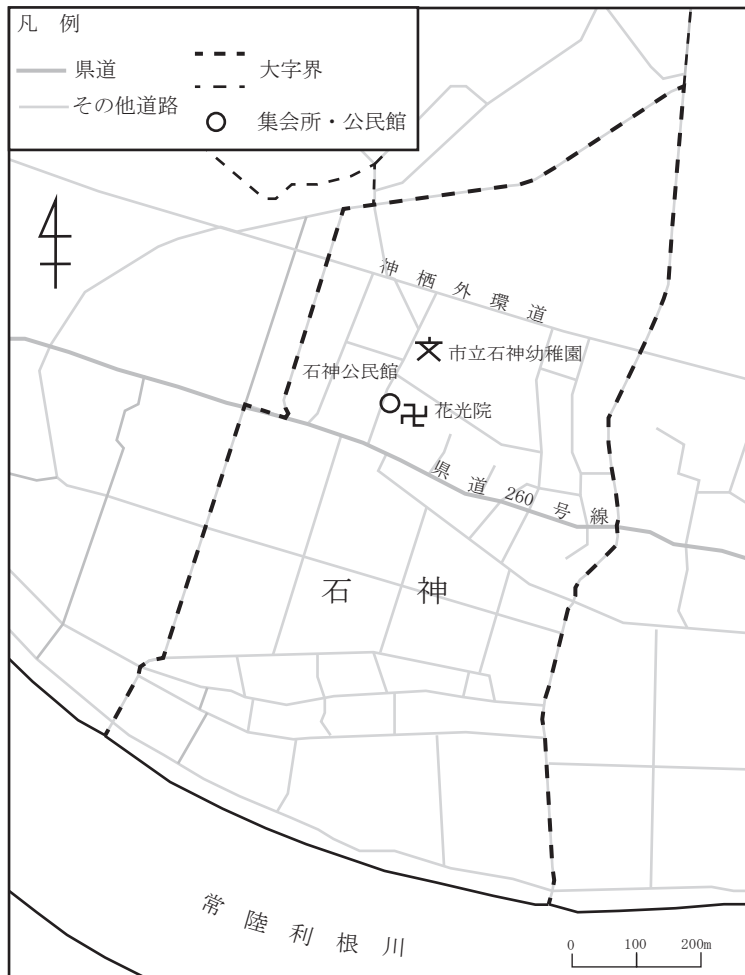 凡 例
県道
その他道路
大字界
集会所・公民館
神栖外環道
市立石神幼稚園
石神公民館
花光院
県道260号線
石神
常陸利根川
0 100 200m